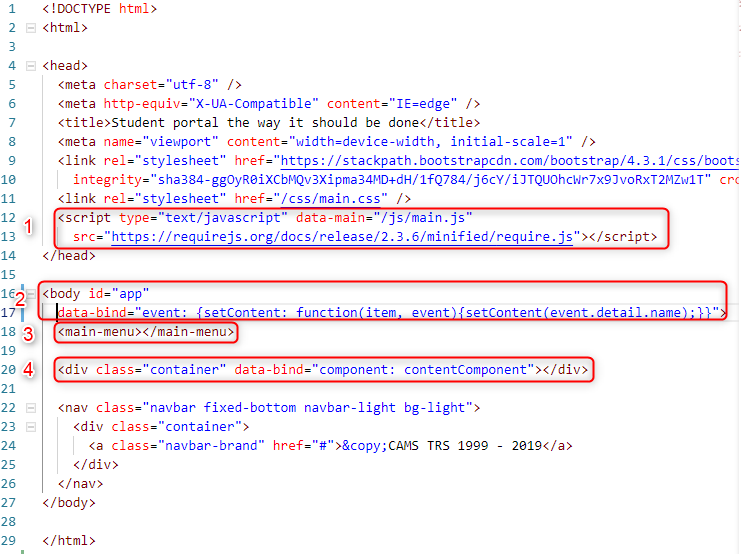 1 <!DOCTYPE html>
2 <html>
3
4 <head>
5 <meta charset="utf-8" />
6 <meta http-equiv="X-UA-Compatible" content="IE=edge" />
7 <title>Student portal the way it should be done</title>
8 <meta name="viewport" content="width=device-width, initial-scale=1" />
9 <link rel="stylesheet" href="https://stackpath.bootstrapcdn.com/bootstrap/4.3.1/css/boots
10 integrity="sha384-ggOyR0iXCbMQv3Xipma34MD+dH/1fQ784/j6cY/iJTQUOhcWr7x9JvoRxT2MZw1T" cro
11 <link rel="stylesheet" href="/css/main.css" />
1
12 <script type="text/javascript" data-main="/js/main.js"
13 src="https://requirejs.org/docs/release/2.3.6/minified/require.js"></script>
14 </head>
15
2
16 <body id="app"
17 data-bind="event: {setContent: function(item, event){setContent(event.detail.name);}}">
3
18 <main-menu></main-menu>
19
4
20 <div class="container" data-bind="component: contentComponent"></div>
21
22 <nav class="navbar fixed-bottom navbar-light bg-light">
23 <div class="container">
24 <a class="navbar-brand" href="#">&copy;CAMS TRS 1999 - 2019</a>
25 </div>
26 </nav>
27 </body>
28
29 </html>